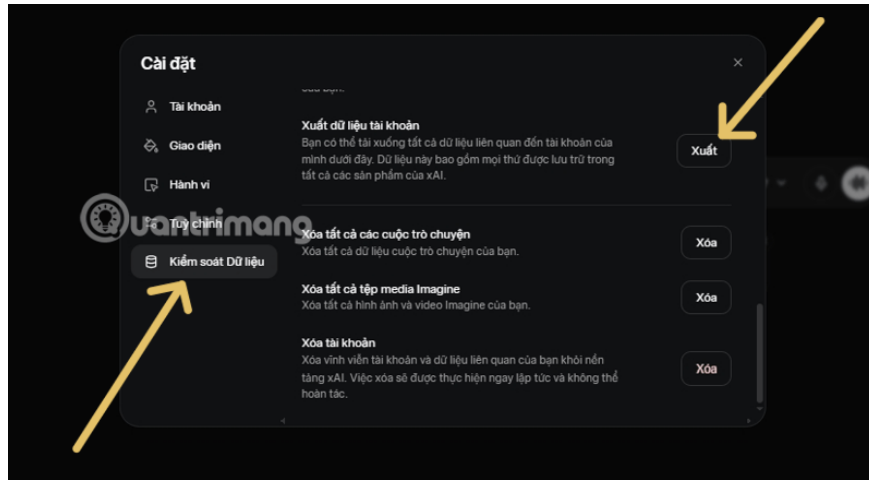 Cài đặt
Tài khoản
Giao diện
Hành vi
Tuỳ chỉnh
Kiểm soát Dữ liệu
của bạn.
Xuất dữ liệu tài khoản
Bạn có thể tải xuống tất cả dữ liệu liên quan đến tài khoản của
mình dưới đây. Dữ liệu này bao gồm mọi thứ được lưu trữ trong
tất cả các sản phẩm của xAI.
Xuất
Xóa tất cả các cuộc trò chuyện
Xóa tất cả dữ liệu cuộc trò chuyện của bạn.
Xóa
Xóa tất cả tệp media Imagine
Xóa tất cả hình ảnh và video Imagine của bạn.
Xóa
Xóa tài khoản
Xóa vĩnh viễn tài khoản và dữ liệu liên quan của bạn khỏi nền
tảng xAI. Việc xóa sẽ được thực hiện ngay lập tức và không thể
hoàn tác.
Xóa
Quantrimang